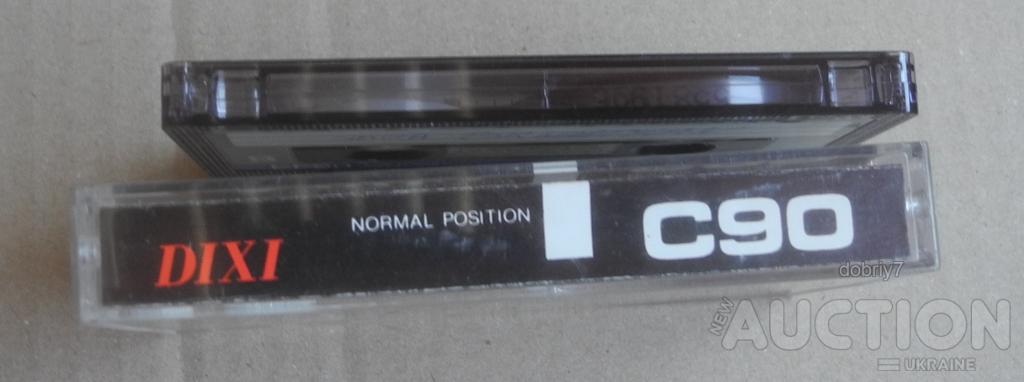 DIXI
NORMAL POSITION
C90
dobriy7
NEW AUCTION
UKRAINE